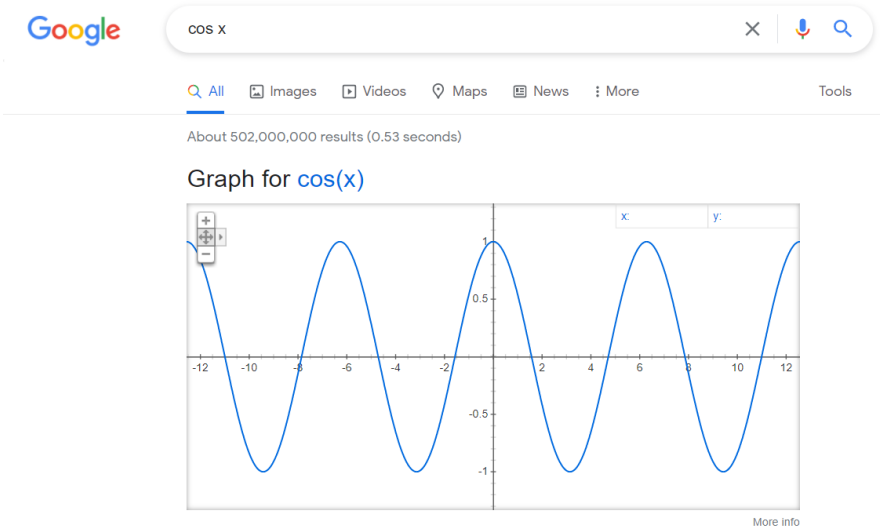 Google cos x
All Images Videos Maps News More Tools
About 502,000,000 results (0.53 seconds)
Graph for cos(x)
x: y:
1
0.5
-12 -10 -8 -6 -4 -2 2 4 6 8 10 12
-0.5
-1
More info